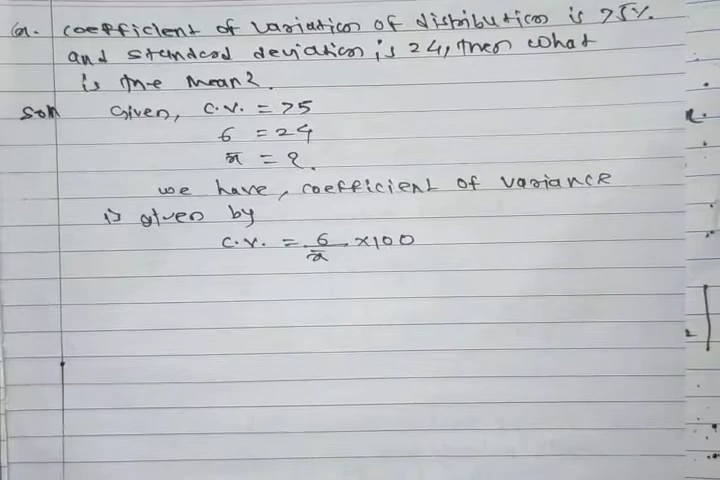 Q. coefficient of variation of distribution is 75%.
and standard deviation is 24, then what
is the mean?
Soln Given, C.V. = 75
σ = 24
x̄ = ?
we have, coefficient of variance
is given by
C.V. = σ/x̄ × 100